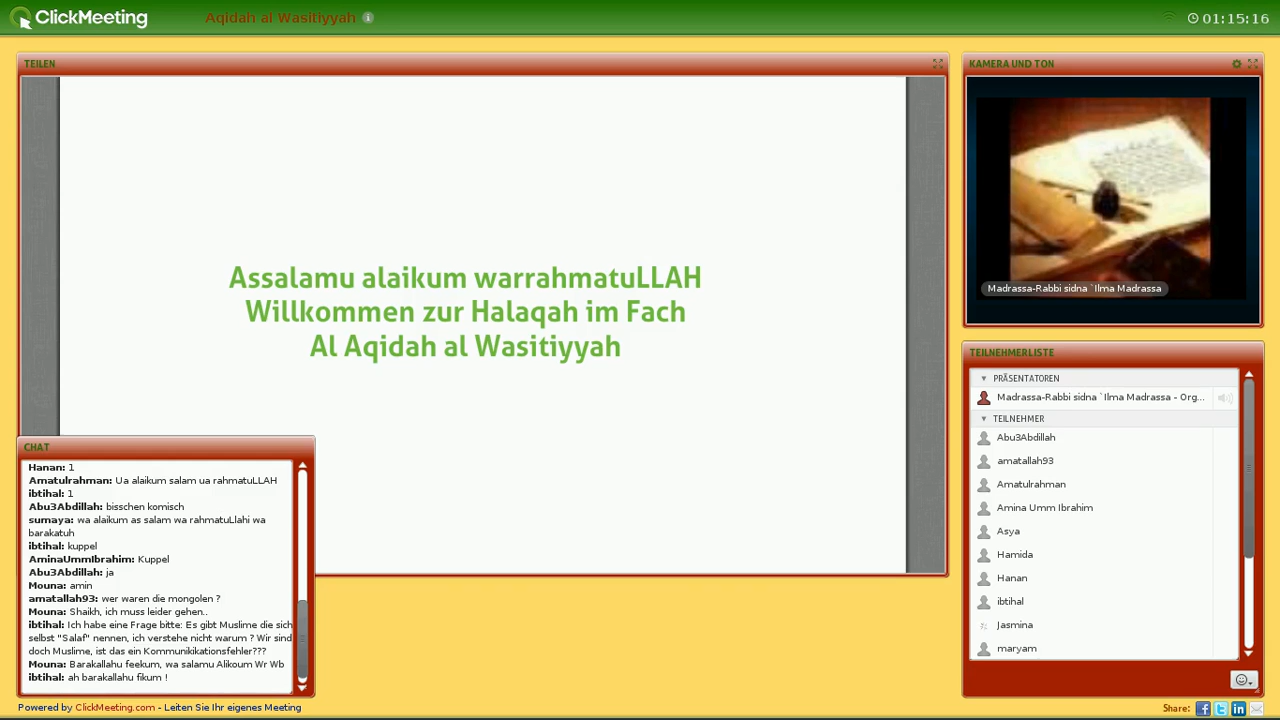 ClickMeeting
Aqidah al Wasitiyyah
01:15:16
TEILEN
Assalamu alaikum warrahmatuLLAH
Willkommen zur Halaqah im Fach
Al Aqidah al Wasitiyyah
CHAT
Hanan: 1
Amatulrahman: Ua alaikum salam ua rahmatuLLAH
ibtihal: 1
Abu3Abdillah: bisschen komisch
sumaya: wa alaikum as salam wa rahmatuLlahi wa
barakatuh
ibtihal: kuppel
AminaUmmIbrahim: Kuppel
Abu3Abdillah: ja
Mouna: amin
amatallah93: wer waren die mongolen ?
Mouna: Shaikh, ich muss leider gehen..
ibtihal: Ich habe eine Frage bitte: Es gibt Muslime die sich
selbst "Salaf" nennen, ich verstehe nicht warum ? Wir sind
doch Muslime, ist das ein Kommunikikationsfehler???
Mouna: Barakallahu feekum, wa salamu Alikoum Wr Wb
ibtihal: ah barakallahu fikum !
KAMERA UND TON
Madrassa-Rabbi sidna `Ilma Madrassa
TEILNEHMERLISTE
PRÄSENTATOREN
Madrassa-Rabbi sidna `Ilma Madrassa - Org...
TEILNEHMER
Abu3Abdillah
amatallah93
Amatulrahman
Amina Umm Ibrahim
Asya
Hamida
Hanan
ibtihal
Jasmina
maryam
Powered by ClickMeeting.com - Leiten Sie Ihr eigenes Meeting
Share: